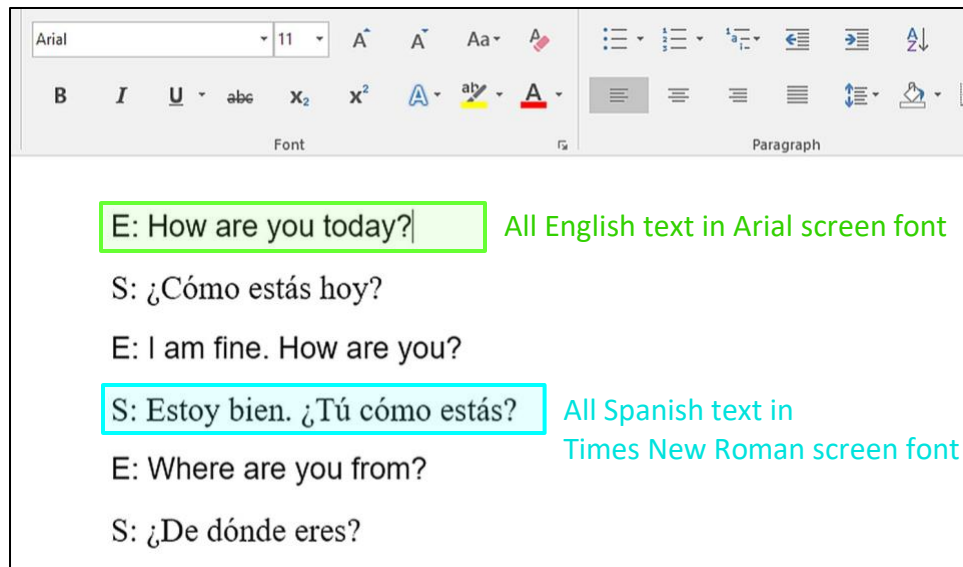 Arial 11 A A Aa A
B I U abc X₂ X² A aby A
Font Paragraph
E: How are you today? All English text in Arial screen font
S: ¿Cómo estás hoy?
E: I am fine. How are you?
S: Estoy bien. ¿Tú cómo estás? All Spanish text in
Times New Roman screen font
E: Where are you from?
S: ¿De dónde eres?